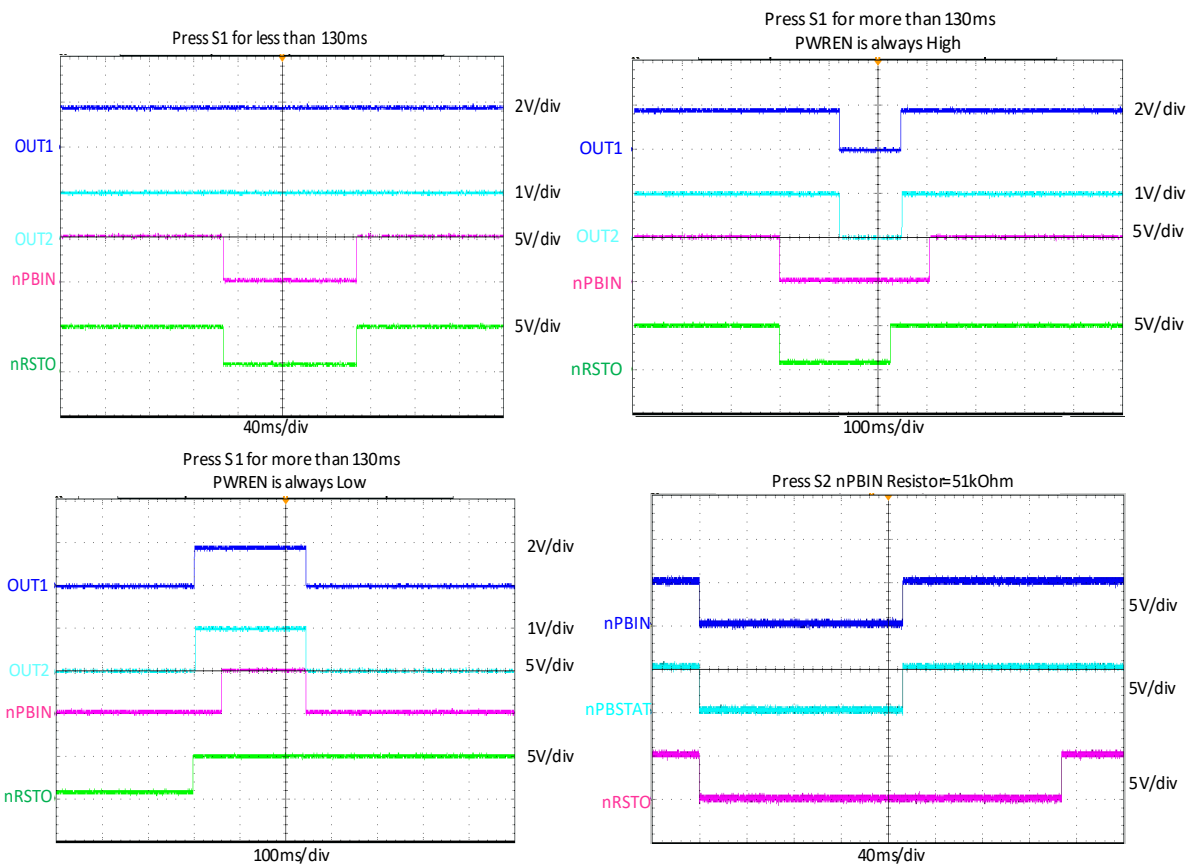 Press S1 for less than 130ms
2V/div
OUT1
1V/div
OUT2
5V/div
nPBIN
5V/div
nRSTO
40ms/div
Press S1 for more than 130ms
PWREN is always High
2V/div
OUT1
1V/div
OUT2
5V/div
nPBIN
5V/div
nRSTO
100ms/div
Press S1 for more than 130ms
PWREN is always Low
2V/div
OUT1
1V/div
OUT2
5V/div
nPBIN
5V/div
nRSTO
100ms/div
Press S2 nPBIN Resistor=51kOhm
5V/div
nPBIN
5V/div
nPBSTAT
5V/div
nRSTO
40ms/div